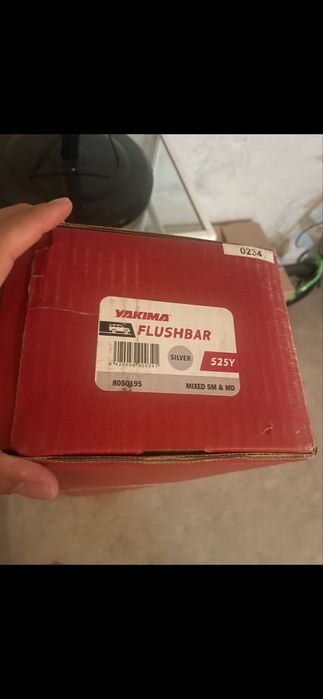 0234
YAKIMA
FLUSHBAR
SILVER
S25Y
8050195
MIXED SM & MD